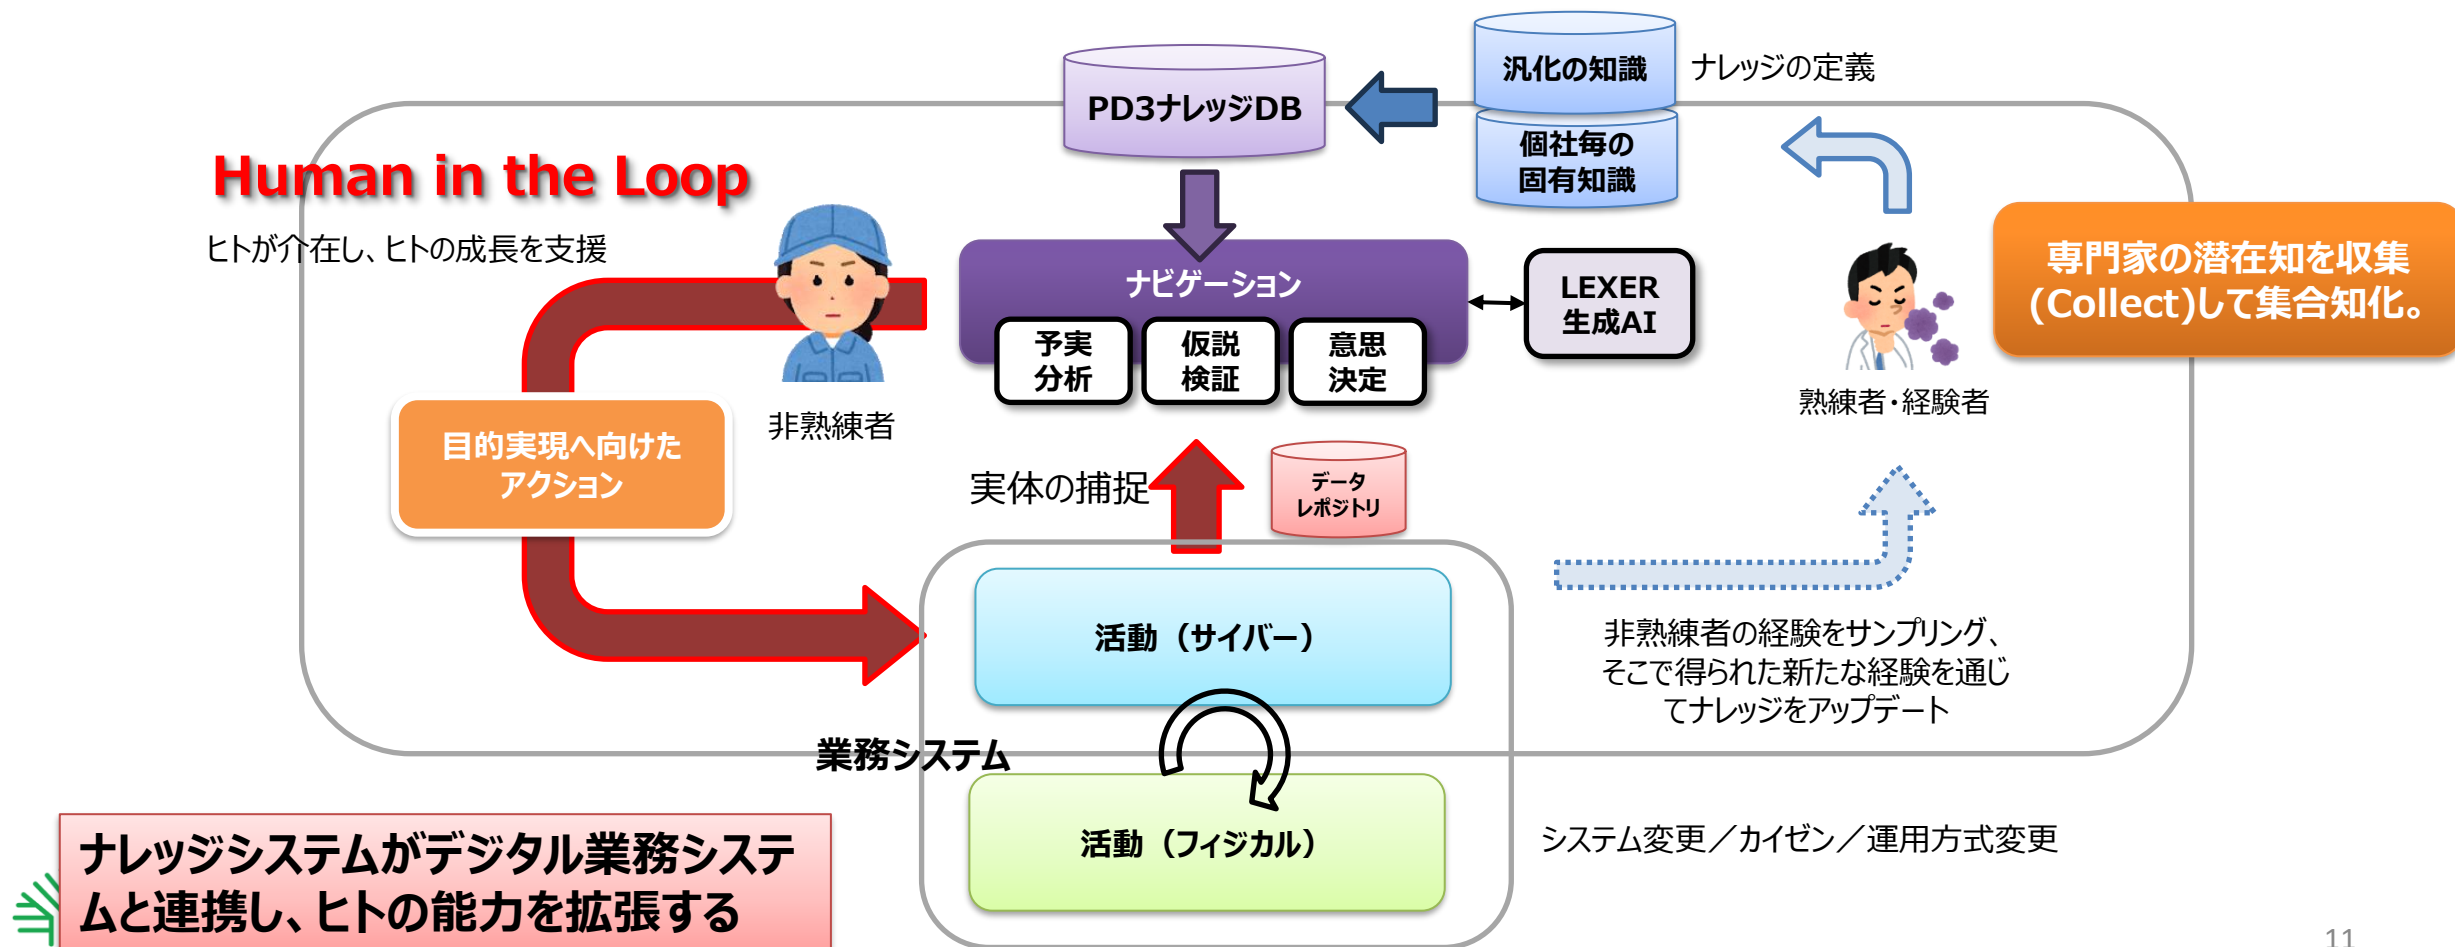 汎化の知識
ナレッジの定義
PD3ナレッジDB
個社毎の
固有知識
Human in the Loop
ヒトが介在し、ヒトの成長を支援
ナビゲーション
予実
分析
仮説
検証
意思
決定
LEXER
生成AI
専門家の潜在知を収集
(Collect)して集合知化。
熟練者・経験者
非熟練者
目的実現へ向けた
アクション
実体の捕捉
データ
レポジトリ
活動（サイバー）
非熟練者の経験をサンプリング、
そこで得られた新たな経験を通じ
てナレッジをアップデート
業務システム
活動（フィジカル）
システム変更／カイゼン／運用方式変更
ナレッジシステムがデジタル業務システ
ムと連携し、ヒトの能力を拡張する
11